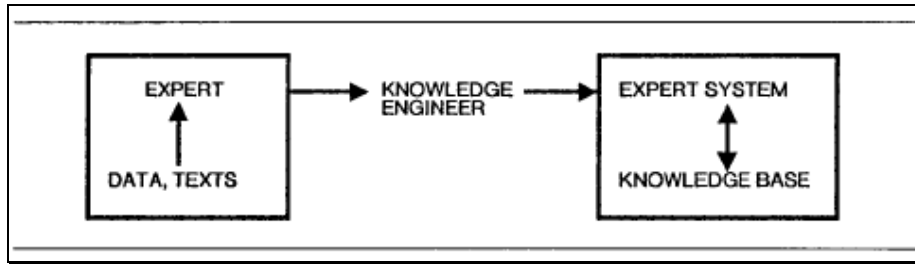 EXPERT
DATA, TEXTS
KNOWLEDGE
ENGINEER
EXPERT SYSTEM
KNOWLEDGE BASE